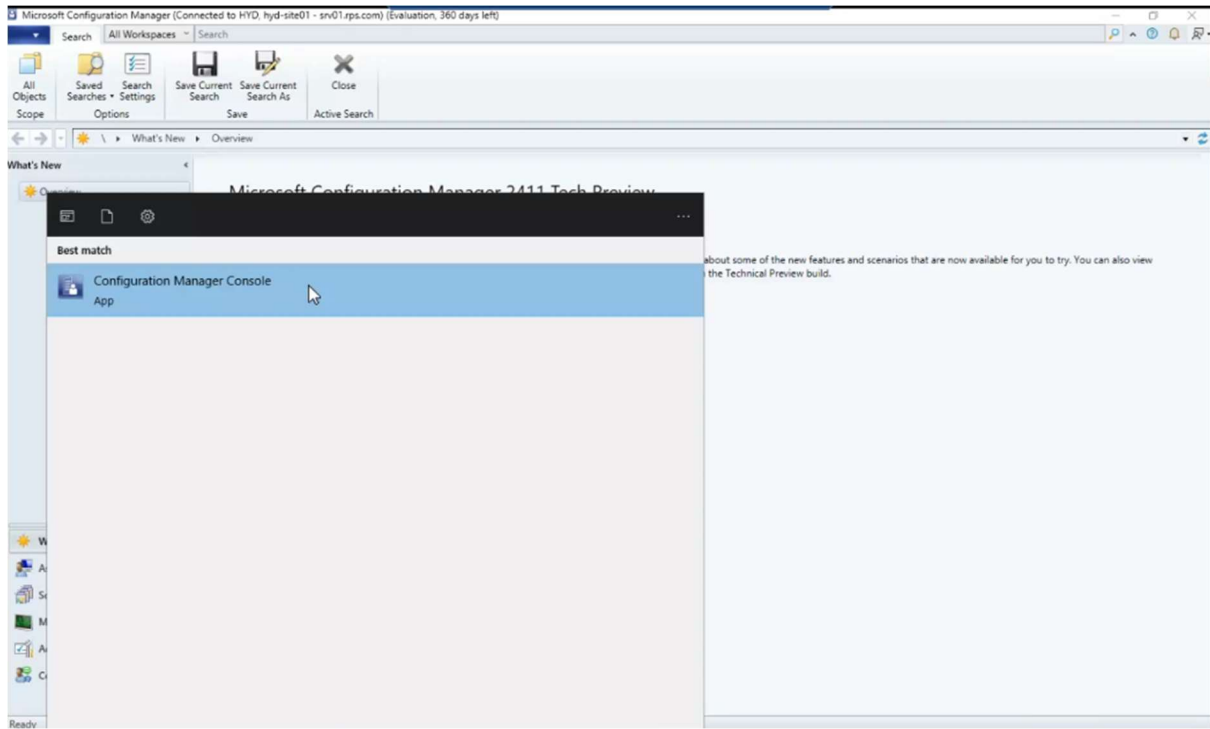 Microsoft Configuration Manager (Connected to HYD, hyd-site01 - srv01.rps.com) (Evaluation, 360 days left)
Search All Workspaces Search
All Objects
Saved Searches
Search Settings
Save Current Search
Save Current Search As
Close
Scope Options Save Active Search
\ What's New Overview
What's New
Overview
Microsoft Configuration Manager 2411 Tech Preview
Best match
Configuration Manager Console
App
about some of the new features and scenarios that are now available for you to try. You can also view
the Technical Preview build.
W
A
S
M
A
C
Ready